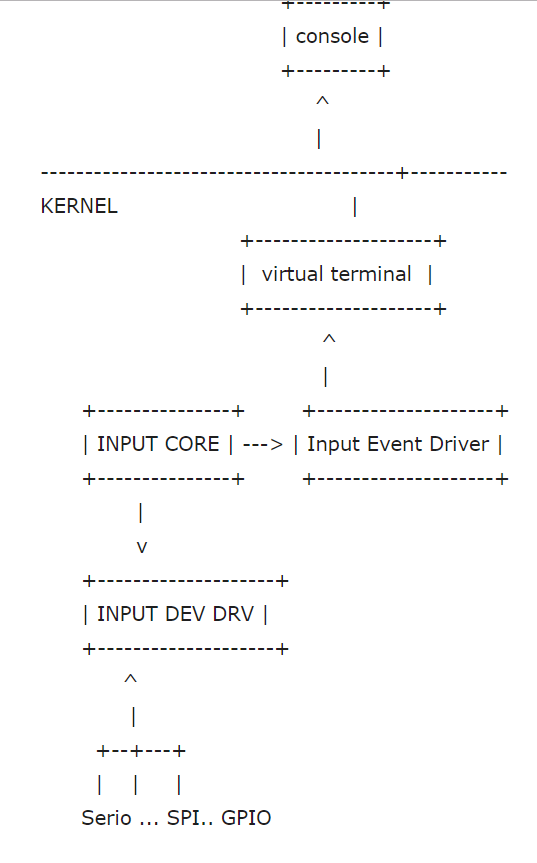 +---------+
| console |
+---------+
^
|
----------------------------------------+-----------
KERNEL |
+--------------------+
| virtual terminal |
+--------------------+
^
|
+---------------+ +--------------------+
| INPUT CORE | ---> | Input Event Driver |
+---------------+ +--------------------+
|
v
+--------------------+
| INPUT DEV DRV |
+--------------------+
^
|
+--+---+
| | |
Serio ... SPI.. GPIO